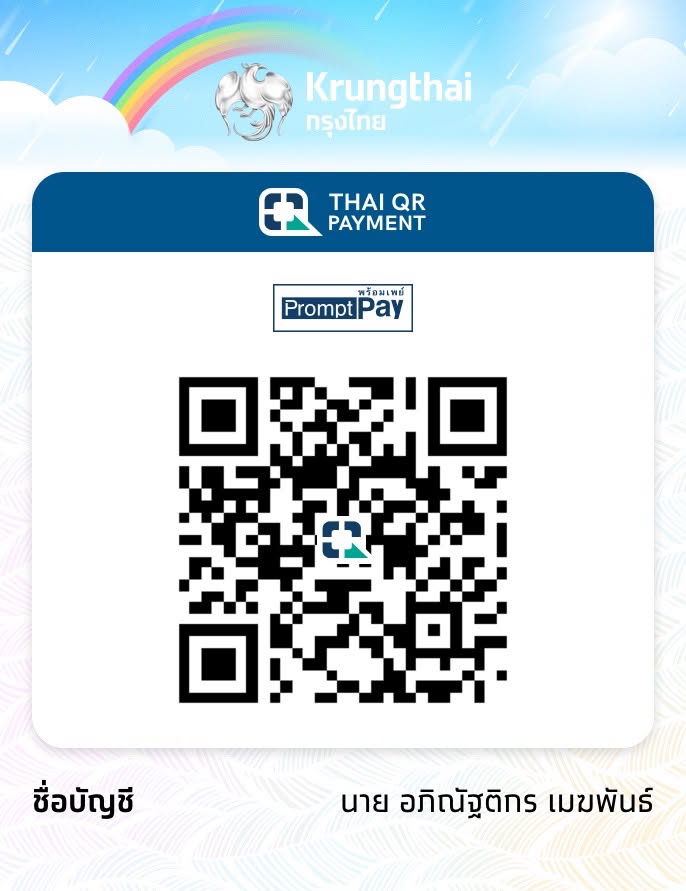 Krungthai
กรุงไทย
THAI QR
PAYMENT
พร้อมเพย์
PromptPay
ชื่อบัญชี นาย อภิณัฐติกร เมฆพันธ์